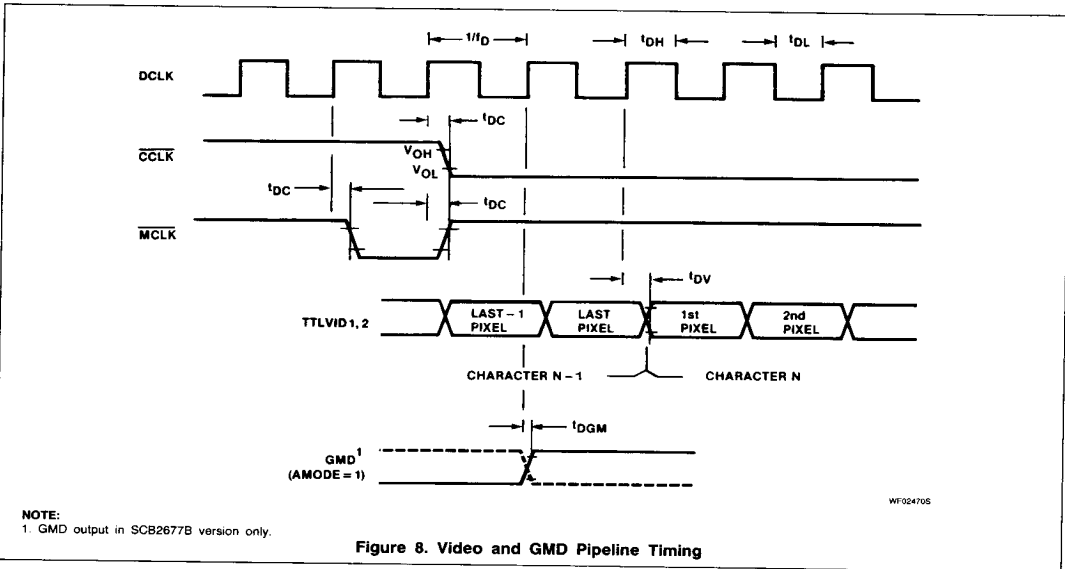 1/fD
tDH
tDL
DCLK
tDC
CCLK
VOH
VOL
tDC
tDC
MCLK
tDV
TTLVID 1, 2
LAST – 1 PIXEL
LAST PIXEL
1st PIXEL
2nd PIXEL
CHARACTER N – 1
CHARACTER N
tDGM
GMD1
(AMODE = 1)
WF02470S
NOTE:
1. GMD output in SCB2677B version only.
Figure 8. Video and GMD Pipeline Timing